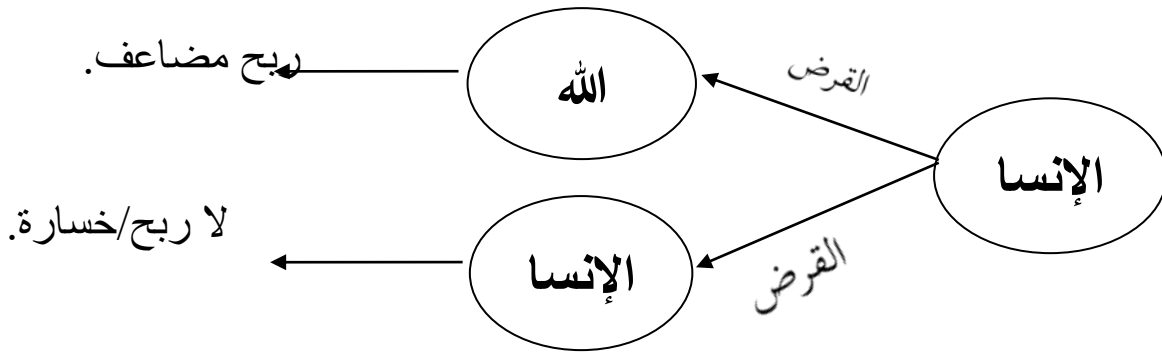 الإنسا
القرض
الله
ربح مضاعف.
القرض
الإنسا
لا ربح/خسارة.